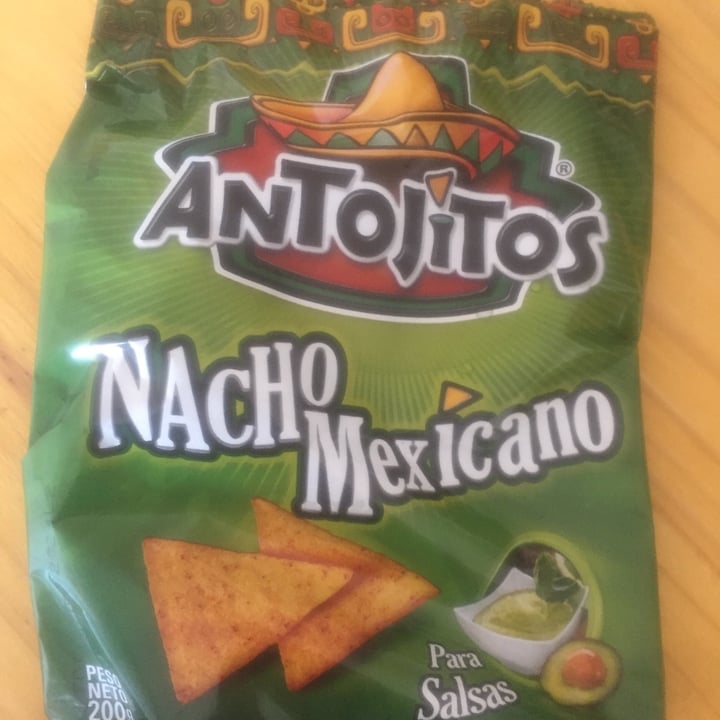 ANTOJITOS®
NACHO
MEXICANO
Para
Salsas
PESO
NETO
200g